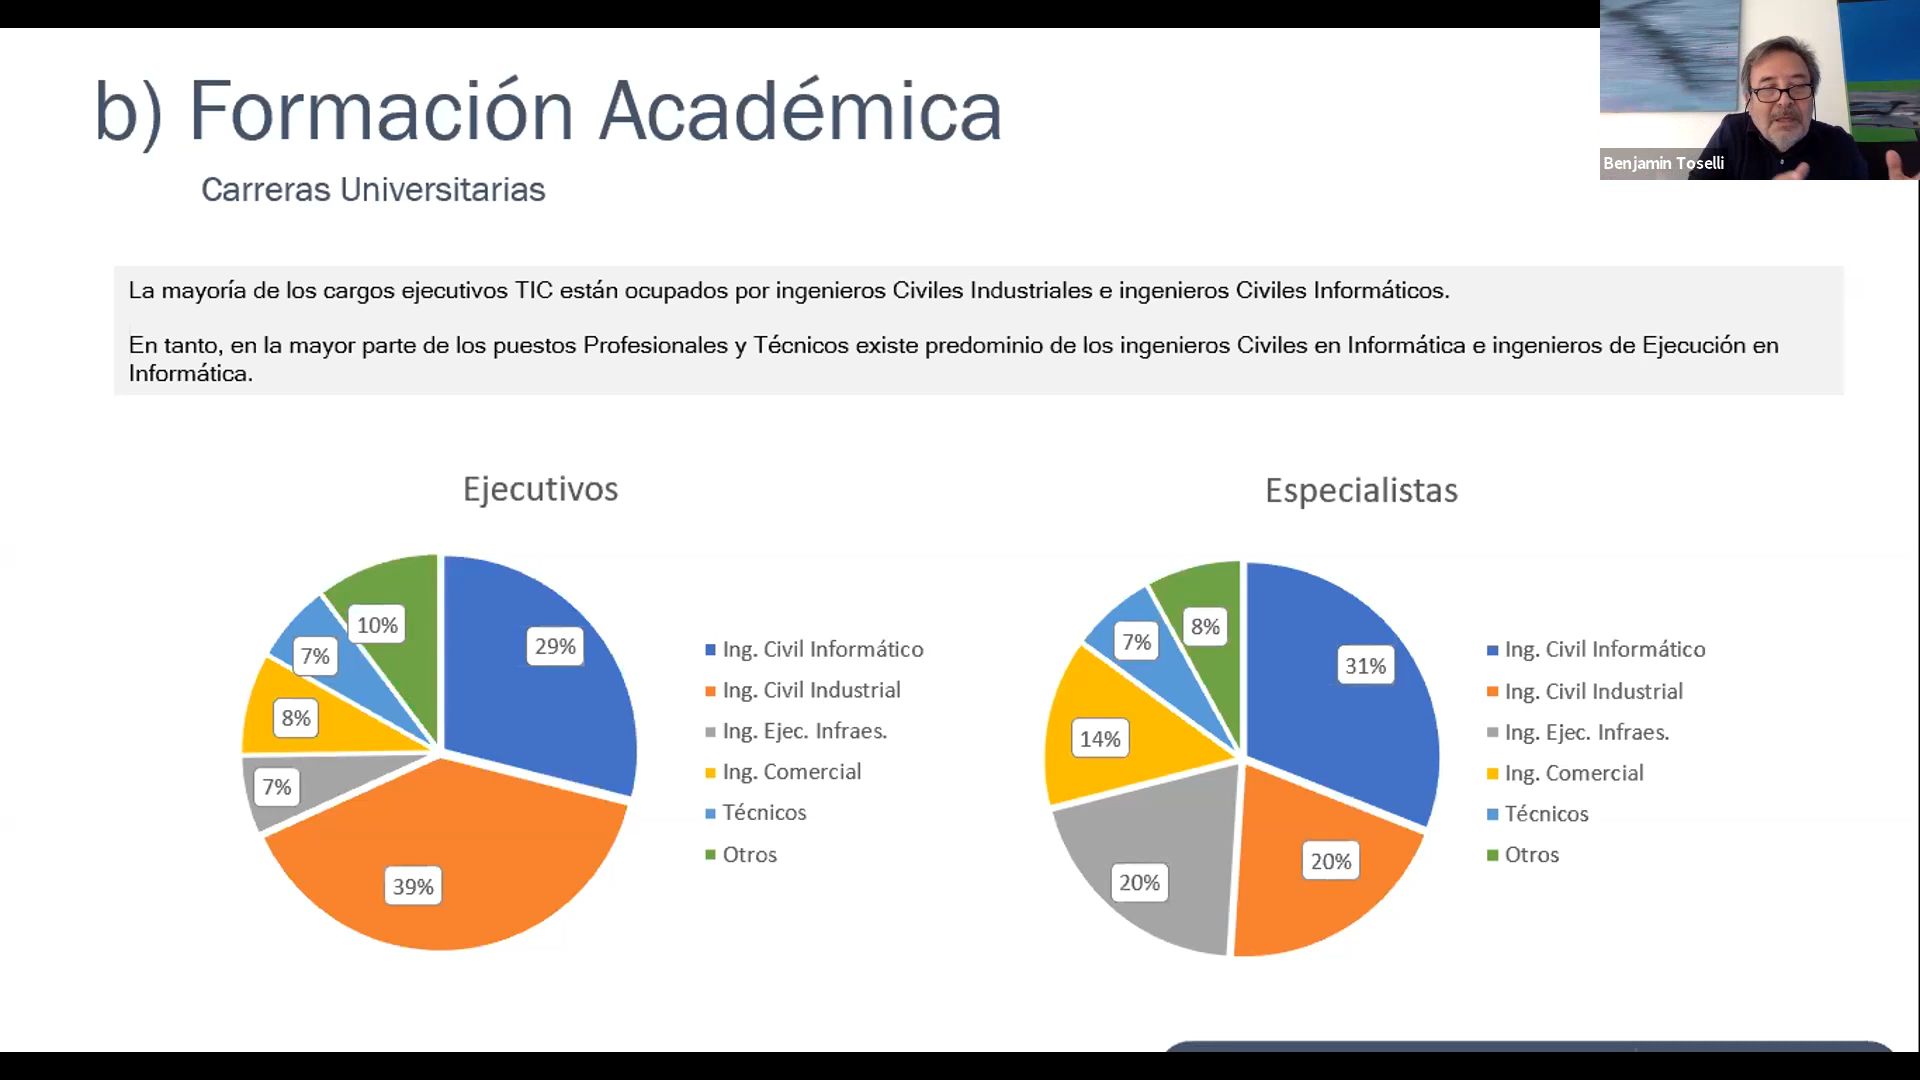 b) Formación Académica
Carreras Universitarias
Benjamin Toselli
La mayoría de los cargos ejecutivos TIC están ocupados por ingenieros Civiles Industriales e ingenieros Civiles Informáticos.
En tanto, en la mayor parte de los puestos Profesionales y Técnicos existe predominio de los ingenieros Civiles en Informática e ingenieros de Ejecución en
Informática.
Ejecutivos
29%
39%
7%
8%
7%
10%
Ing. Civil Informático
Ing. Civil Industrial
Ing. Ejec. Infraes.
Ing. Comercial
Técnicos
Otros
Especialistas
31%
20%
20%
14%
7%
8%
Ing. Civil Informático
Ing. Civil Industrial
Ing. Ejec. Infraes.
Ing. Comercial
Técnicos
Otros